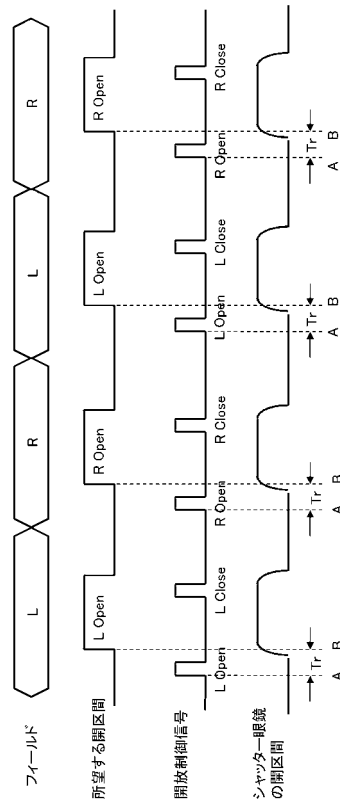 フィールド
L
R
L
R
所望する開区間
L Open
R Open
L Open
R Open
開放制御信号
L Open
L Close
R Open
R Close
L Open
L Close
R Open
R Close
シャッター眼鏡
の開区間
Tr
Tr
Tr
Tr
A
B
A
B
A
B
A
B